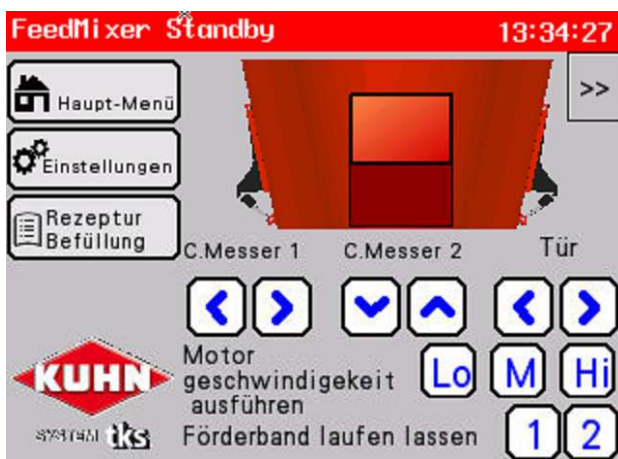 FeedMixer Standby 13:34:27
>>
Haupt-Menü
Einstellungen
Rezeptur
Befüllung
C.Messer 1 C.Messer 2 Tür
Motor
geschwindigekeit
ausführen
Lo M Hi
KUHN
SYSTEM tks
Förderband laufen lassen 1 2